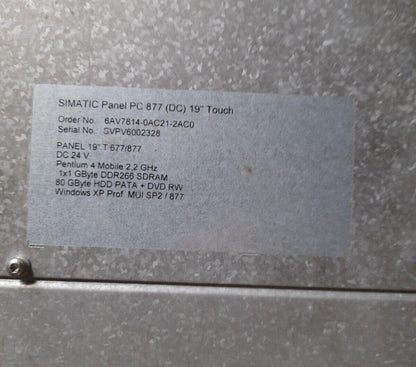 SIMATIC Panel PC 877 (DC) 19" Touch
Order No. 6AV7814-0AC21-2AC0
Serial No. SVPV6002328
PANEL 19" T 677/877
DC 24 V
Pentium 4 Mobile 2,2 GHz
1x1 GByte DDR266 SDRAM
80 GByte HDD PATA + DVD RW
Windows XP Prof. MUI SP2 / 877